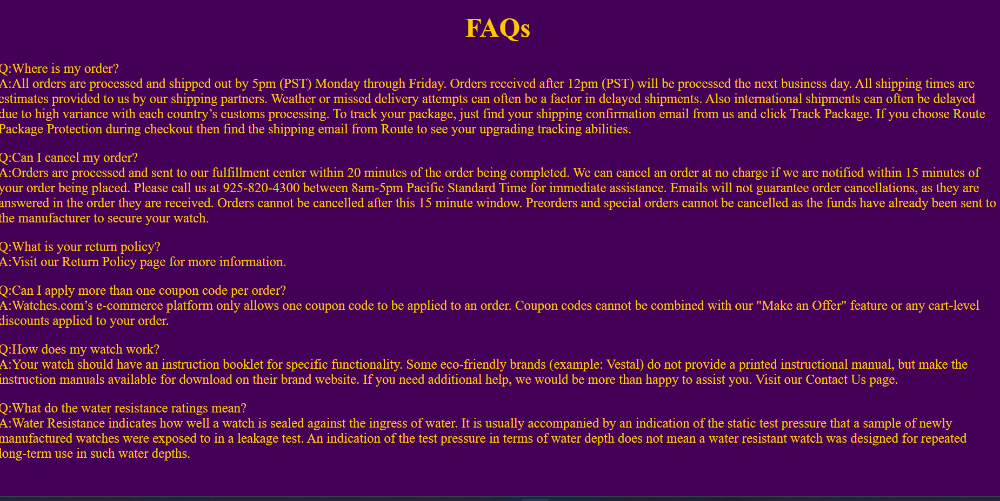 FAQs
Q:Where is my order?
A:All orders are processed and shipped out by 5pm (PST) Monday through Friday. Orders received after 12pm (PST) will be processed the next business day. All shipping times are
estimates provided to us by our shipping partners. Weather or missed delivery attempts can often be a factor in delayed shipments. Also international shipments can often be delayed
due to high variance with each country’s customs processing. To track your package, just find your shipping confirmation email from us and click Track Package. If you choose Route
Package Protection during checkout then find the shipping email from Route to see your upgrading tracking abilities.
Q:Can I cancel my order?
A:Orders are processed and sent to our fulfillment center within 20 minutes of the order being completed. We can cancel an order at no charge if we are notified within 15 minutes of
your order being placed. Please call us at 925-820-4300 between 8am-5pm Pacific Standard Time for immediate assistance. Emails will not guarantee order cancellations, as they are
answered in the order they are received. Orders cannot be cancelled after this 15 minute window. Preorders and special orders cannot be cancelled as the funds have already been sent to
the manufacturer to secure your watch.
Q:What is your return policy?
A:Visit our Return Policy page for more information.
Q:Can I apply more than one coupon code per order?
A:Watches.com’s e-commerce platform only allows one coupon code to be applied to an order. Coupon codes cannot be combined with our "Make an Offer" feature or any cart-level
discounts applied to your order.
Q:How does my watch work?
A:Your watch should have an instruction booklet for specific functionality. Some eco-friendly brands (example: Vestal) do not provide a printed instructional manual, but make the
instruction manuals available for download on their brand website. If you need additional help, we would be more than happy to assist you. Visit our Contact Us page.
Q:What do the water resistance ratings mean?
A:Water Resistance indicates how well a watch is sealed against the ingress of water. It is usually accompanied by an indication of the static test pressure that a sample of newly
manufactured watches were exposed to in a leakage test. An indication of the test pressure in terms of water depth does not mean a water resistant watch was designed for repeated
long-term use in such water depths.